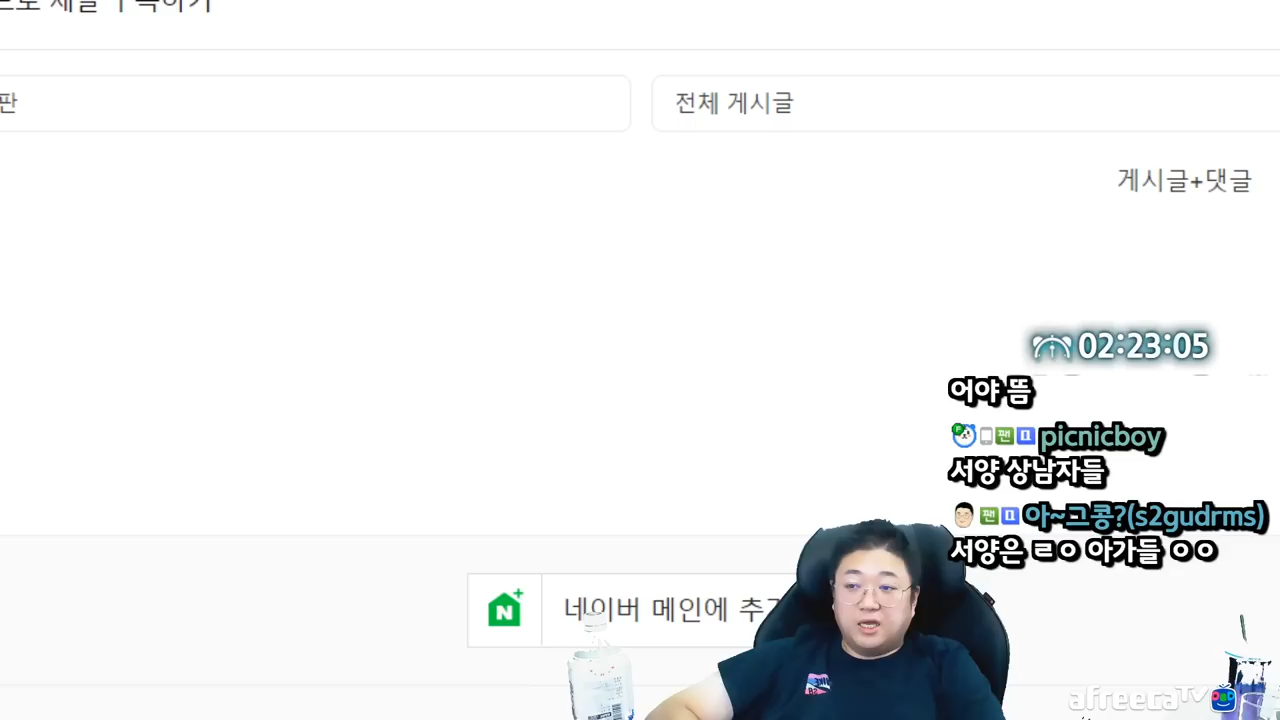 판
전체 게시글
게시글+댓글
02:23:05
어야 뜸
picnicboy
서양 상남자들
아~그콩?(s2gudrms)
서양은 ㄹㅇ 아가들 ㅇㅇ
네이버 메인에 추가
afreecaTV